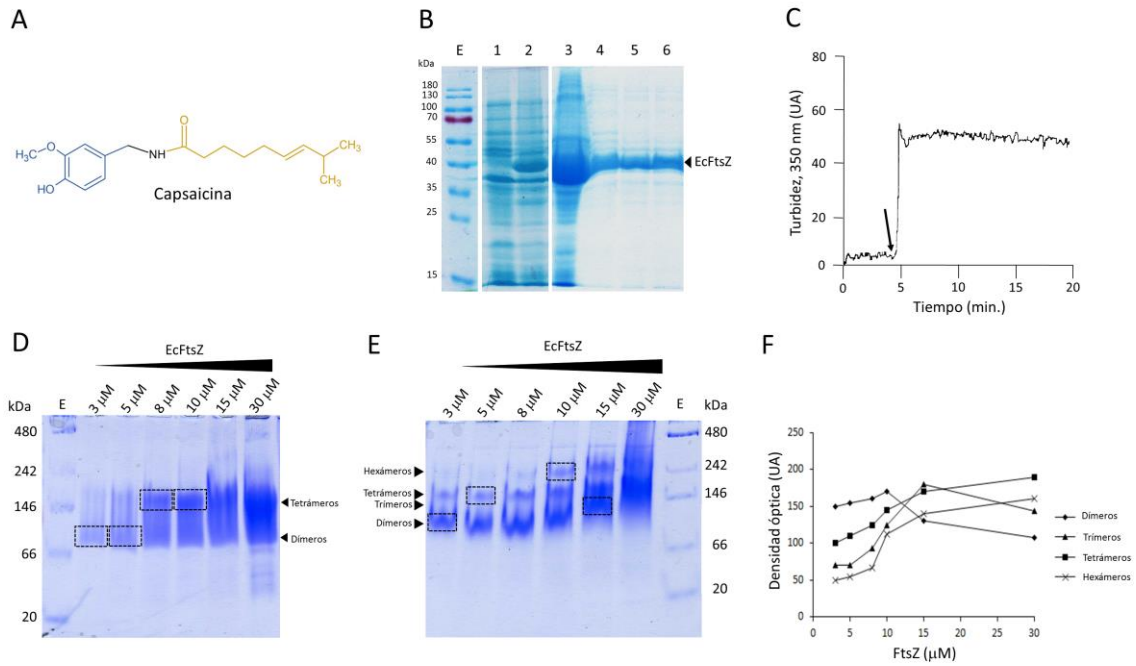 A
O
H₃CO
NH
HO
CH₃
CH₃
Capsaicina
B
E 1 2 3 4 5 6
kDa
180
130
100
70
55
40
35
25
15
EcFtsZ
C
Turbidez, 350 nm (UA)
80
60
40
20
0
0 5 10 15 20
Tiempo (min.)
D
EcFtsZ
kDa E 3 µM 5 µM 8 µM 10 µM 15 µM 30 µM
480
242
146
66
20
Tetrámeros
Dímeros
E
EcFtsZ
3 µM 5 µM 8 µM 10 µM 15 µM 30 µM E kDa
Hexámeros
Tetrámeros
Trímeros
Dímeros
480
242
146
66
20
F
Densidad óptica (UA)
250
200
150
100
50
0
0 5 10 15 20 25 30
FtsZ (µM)
Dímeros
Trímeros
Tetrámeros
Hexámeros